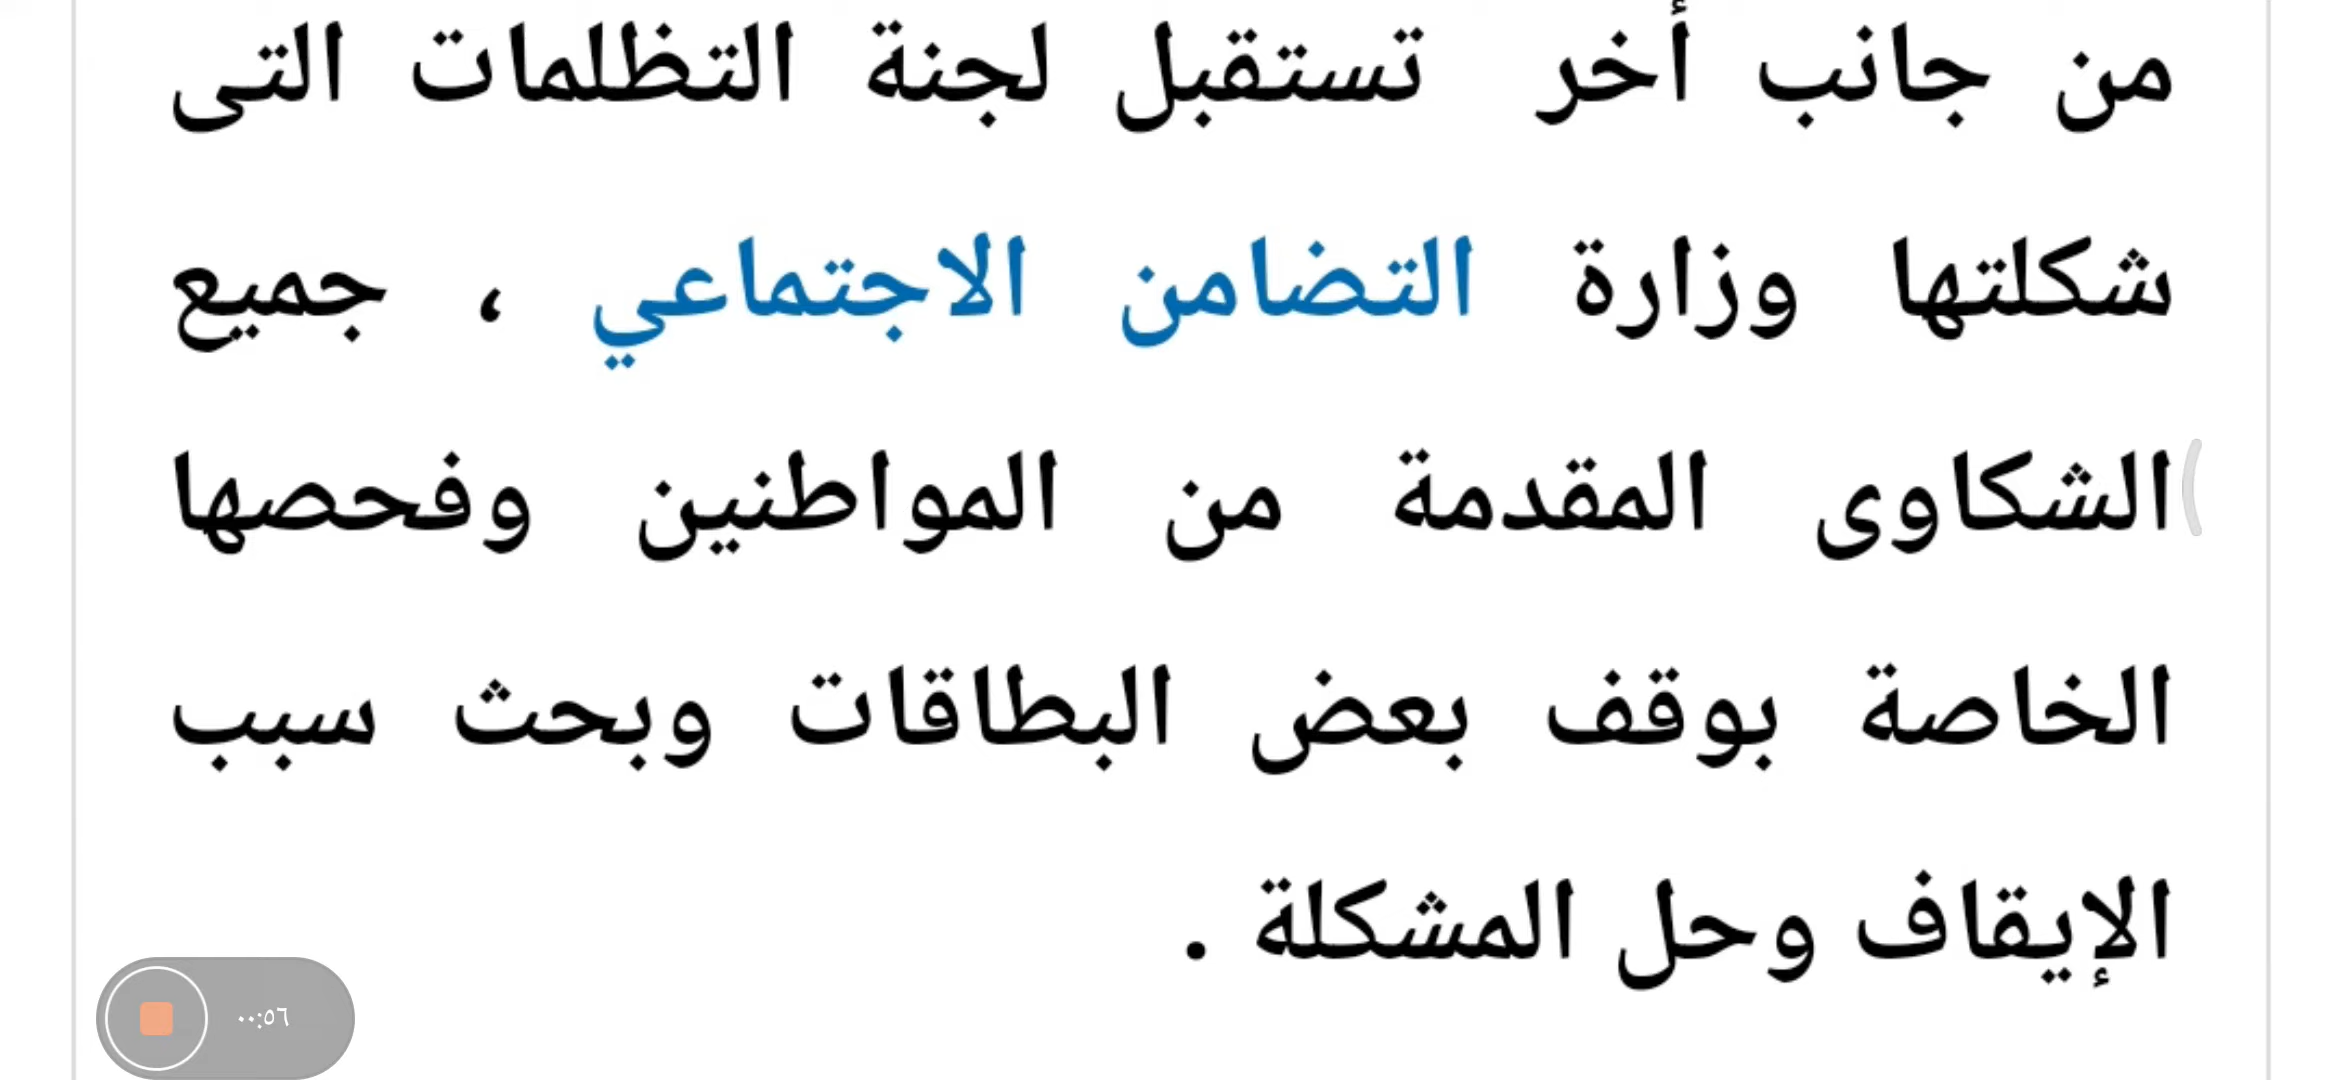 من جانب أخر تستقبل لجنة التظلمات التى
شكلتها وزارة التضامن الاجتماعي ، جميع
الشكاوى المقدمة من المواطنين وفحصها
الخاصة بوقف بعض البطاقات وبحث سبب
الإيقاف وحل المشكلة .
٠٠:٥٦